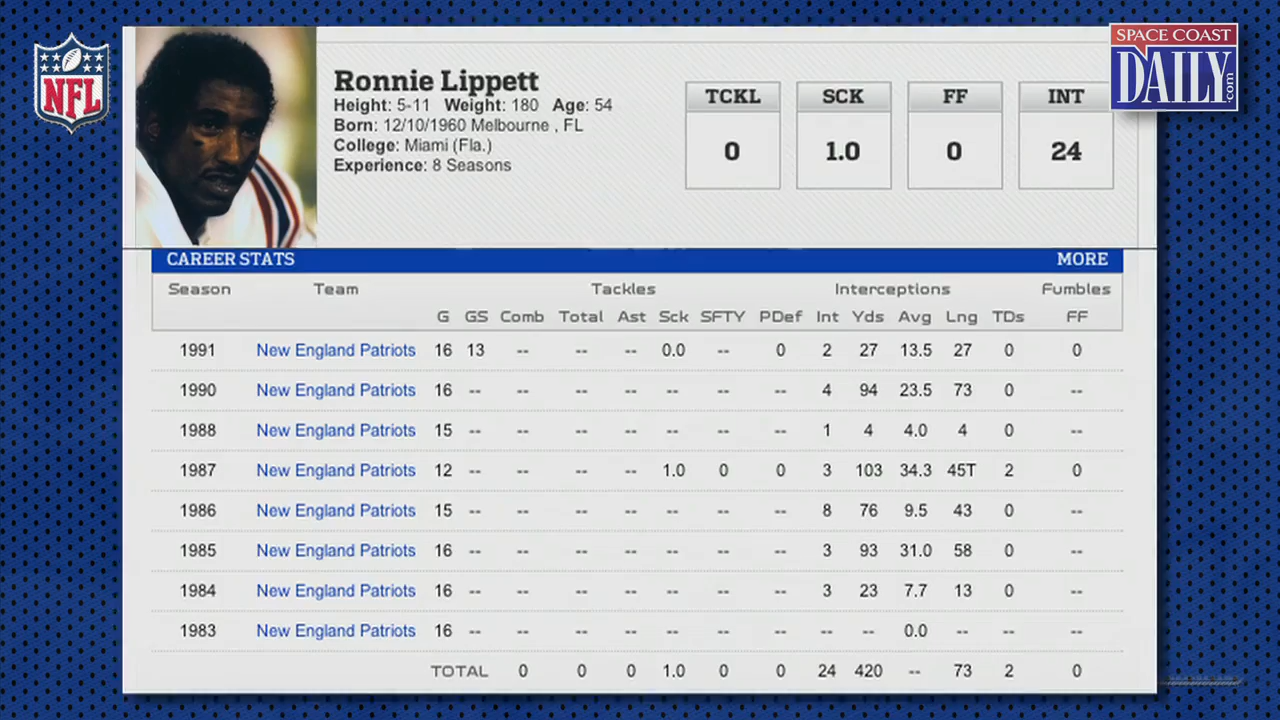 NFL
SPACE COAST
DAILY.com
Ronnie Lippett
Height: 5-11 Weight: 180 Age: 54
Born: 12/10/1960 Melbourne , FL
College: Miami (Fla.)
Experience: 8 Seasons
TCKL SCK FF INT
0 1.0 0 24
CAREER STATS MORE
Season Team Tackles Interceptions Fumbles
G GS Comb Total Ast Sck SFTY PDef Int Yds Avg Lng TDs FF
1991 New England Patriots 16 13 -- -- -- 0.0 -- 0 2 27 13.5 27 0 0
1990 New England Patriots 16 -- -- -- -- -- -- -- 4 94 23.5 73 0 --
1988 New England Patriots 15 -- -- -- -- -- -- -- 1 4 4.0 4 0 --
1987 New England Patriots 12 -- -- -- -- 1.0 0 0 3 103 34.3 45T 2 0
1986 New England Patriots 15 -- -- -- -- -- -- -- 8 76 9.5 43 0 --
1985 New England Patriots 16 -- -- -- -- -- -- -- 3 93 31.0 58 0 --
1984 New England Patriots 16 -- -- -- -- -- -- -- 3 23 7.7 13 0 --
1983 New England Patriots 16 -- -- -- -- -- -- -- -- -- 0.0 -- -- --
TOTAL 0 0 0 1.0 0 0 24 420 -- 73 2 0